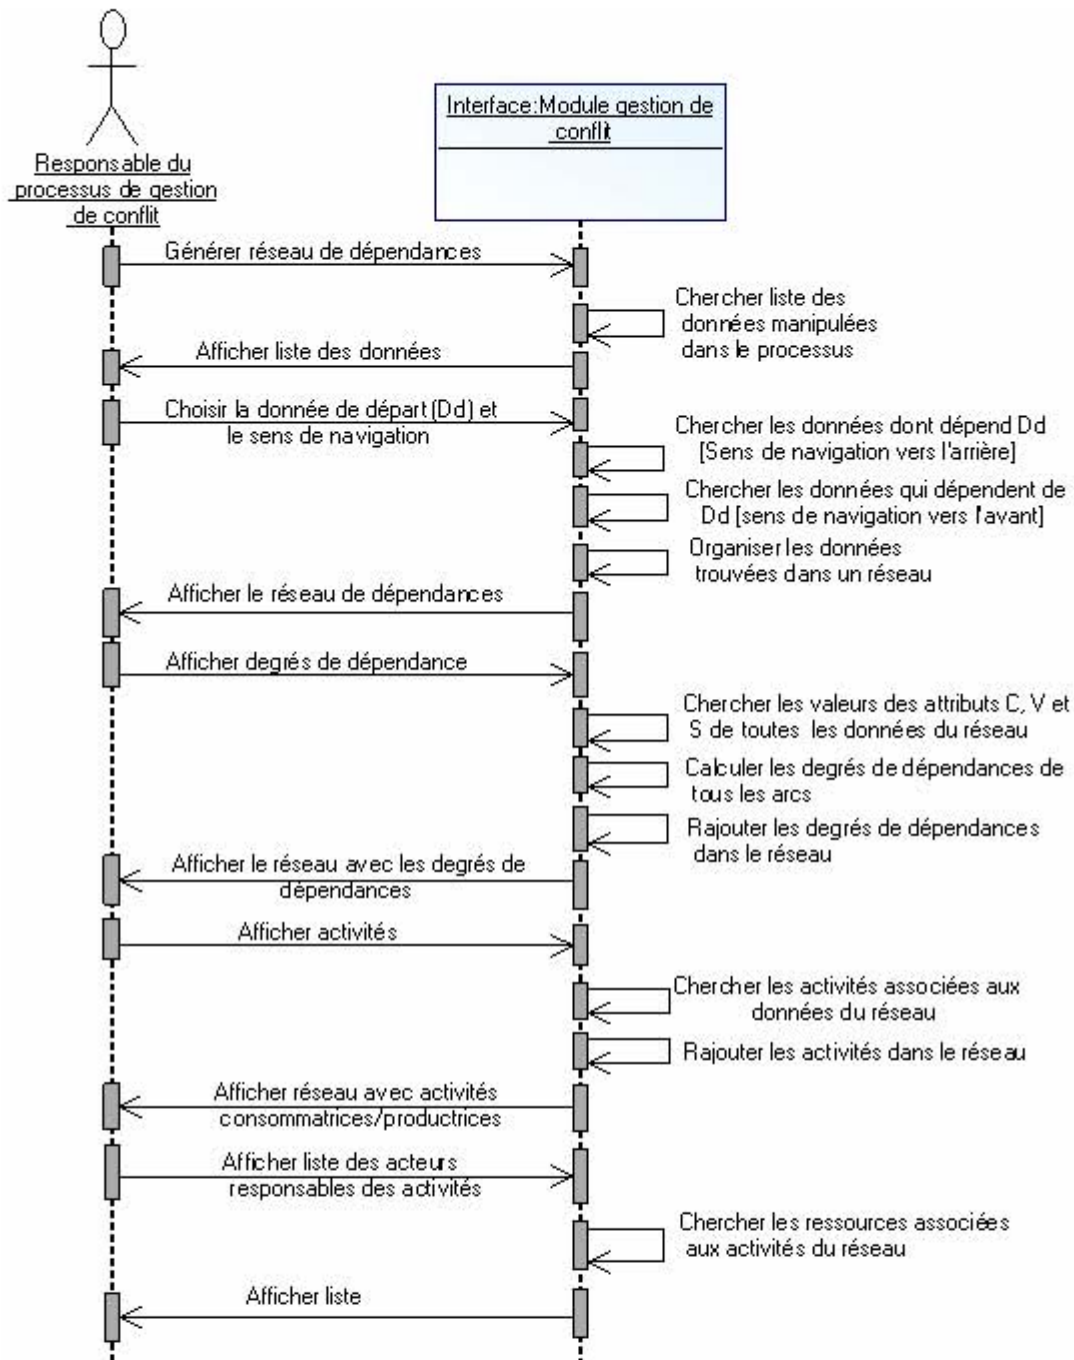 Responsable du
processus de gestion
de conflit
Interface:Module gestion de
conflit
Générer réseau de dépendances
Chercher liste des
données manipulées
dans le processus
Afficher liste des données
Choisir la donnée de départ (Dd) et
le sens de navigation
Chercher les données dont dépend Dd
[Sens de navigation vers l'arrière]
Chercher les données qui dépendent de
Dd [sens de navigation vers l'avant]
Organiser les données
trouvées dans un réseau
Afficher le réseau de dépendances
Afficher degrés de dépendance
Chercher les valeurs des attributs C, V et
S de toutes les données du réseau
Calculer les degrés de dépendances de
tous les arcs
Rajouter les degrés de dépendances
dans le réseau
Afficher le réseau avec les degrés de
dépendances
Afficher activités
Chercher les activités associées aux
données du réseau
Rajouter les activités dans le réseau
Afficher réseau avec activités
consommatrices/productrices
Afficher liste des acteurs
responsables des activités
Chercher les ressources associées
aux activités du réseau
Afficher liste